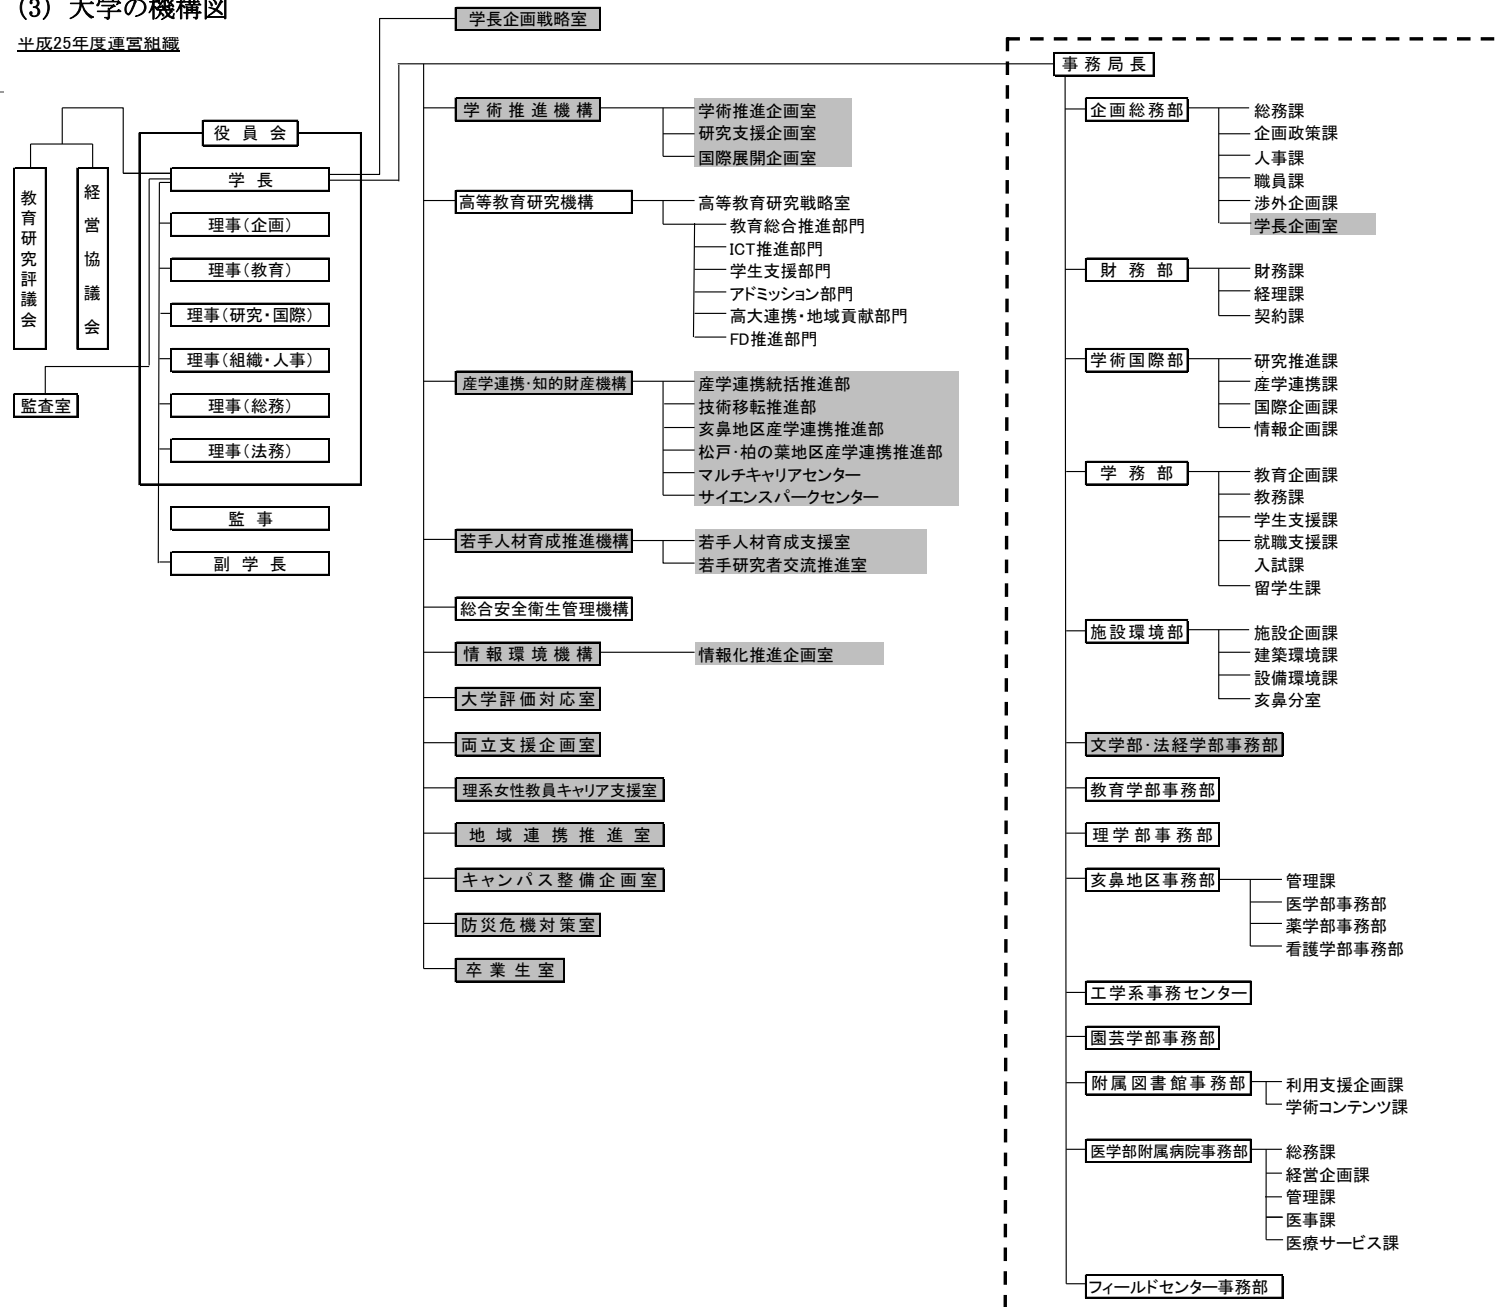 (3) 大学の機構図
平成25年度運営組織
学長企画戦略室
役員会
学長
理事(企画)
理事(教育)
理事(研究・国際)
理事(組織・人事)
理事(総務)
理事(法務)
監事
副学長
教育研究評議会
経営協議会
監査室
学術推進機構
学術推進企画室
研究支援企画室
国際展開企画室
高等教育研究機構
高等教育研究戦略室
教育総合推進部門
ICT推進部門
学生支援部門
アドミッション部門
高大連携・地域貢献部門
FD推進部門
産学連携・知的財産機構
産学連携統括推進部
技術移転推進部
亥鼻地区産学連携推進部
松戸・柏の葉地区産学連携推進部
マルチキャリアセンター
サイエンスパークセンター
若手人材育成推進機構
若手人材育成支援室
若手研究者交流推進室
総合安全衛生管理機構
情報環境機構
情報化推進企画室
大学評価対応室
両立支援企画室
理系女性教員キャリア支援室
地域連携推進室
キャンパス整備企画室
防災危機対策室
卒業生室
事務局長
企画総務部
総務課
企画政策課
人事課
職員課
渉外企画課
学長企画室
財務部
財務課
経理課
契約課
学術国際部
研究推進課
産学連携課
国際企画課
情報企画課
学務部
教育企画課
教務課
学生支援課
就職支援課
入試課
留学生課
施設環境部
施設企画課
建築環境課
設備環境課
亥鼻分室
文学部・法経学部事務部
教育学部事務部
理学部事務部
亥鼻地区事務部
管理課
医学部事務部
薬学部事務部
看護学部事務部
工学系事務センター
園芸学部事務部
附属図書館事務部
利用支援企画課
学術コンテンツ課
医学部附属病院事務部
総務課
経営企画課
管理課
医事課
医療サービス課
フィールドセンター事務部